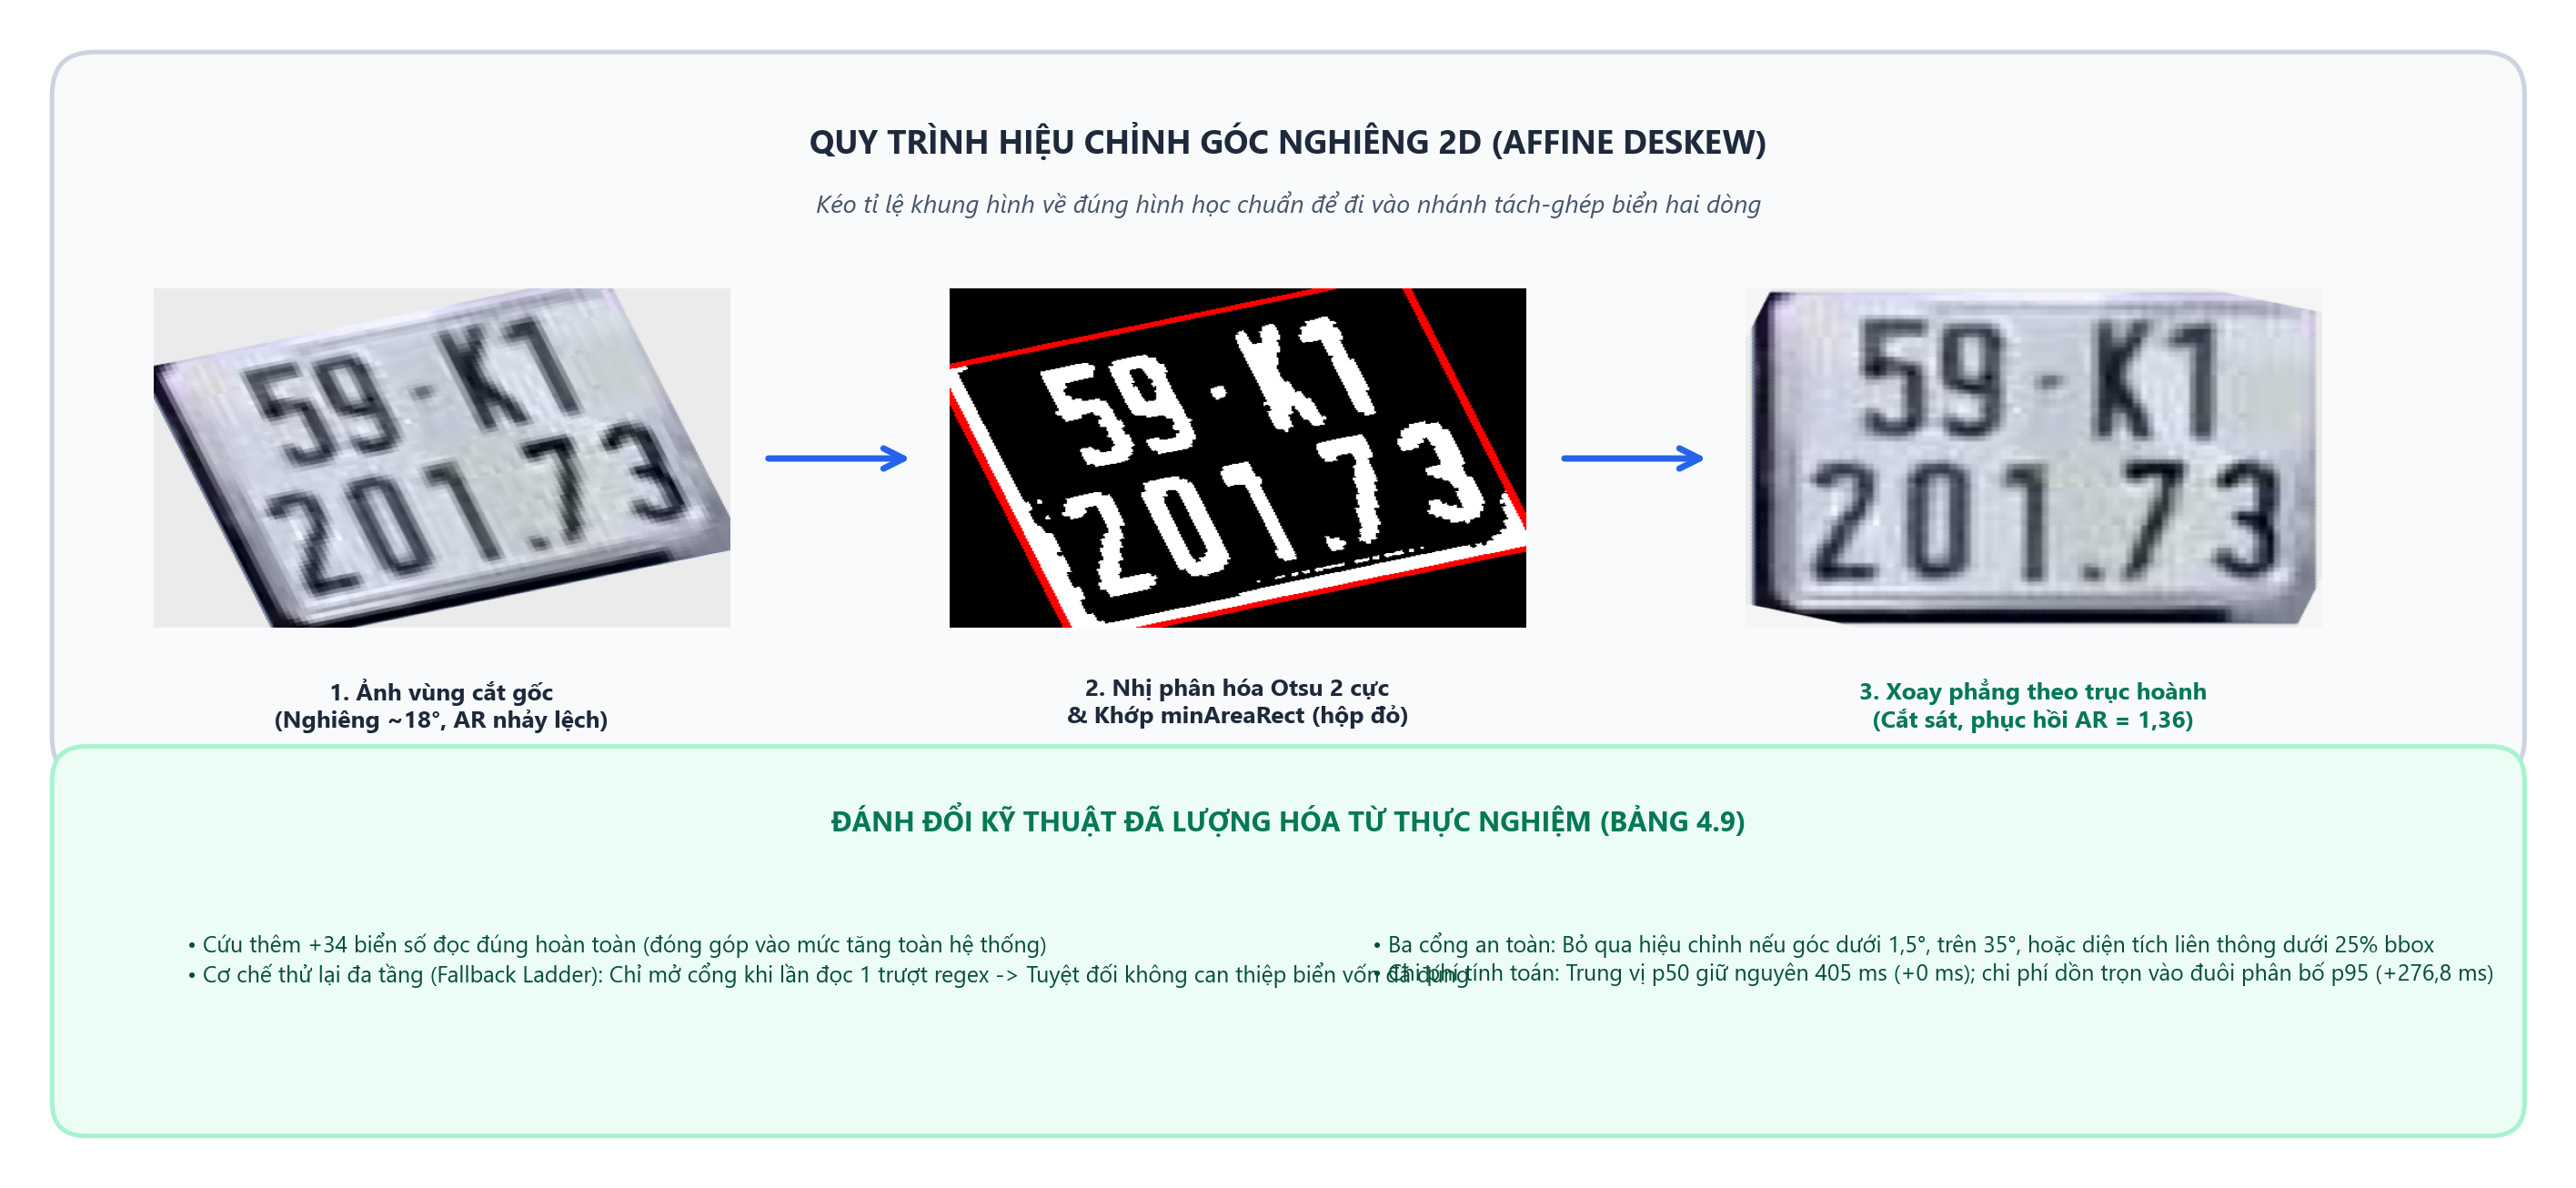 QUY TRÌNH HIỆU CHỈNH GÓC NGHIÊNG 2D (AFFINE DESKEW)
Kéo tỉ lệ khung hình về đúng hình học chuẩn để đi vào nhánh tách-ghép biển hai dòng
59-K1
201.73
59-K1
201.73
59-K1
201.73
1. Ảnh vùng cắt gốc
(Nghiêng ~18°, AR nhảy lệch)
2. Nhị phân hóa Otsu 2 cực
& Khớp minAreaRect (hộp đỏ)
3. Xoay phẳng theo trục hoành
(Cắt sát, phục hồi AR = 1,36)
ĐÁNH ĐỔI KỸ THUẬT ĐÃ LƯỢNG HÓA TỪ THỰC NGHIỆM (BẢNG 4.9)
• Cứu thêm +34 biển số đọc đúng hoàn toàn (đóng góp vào mức tăng toàn hệ thống)
• Cơ chế thử lại đa tầng (Fallback Ladder): Chỉ mở cổng khi lần đọc 1 trượt regex -> Tuyệt đối không can thiệp biển vốn đã đúng
• Ba cổng an toàn: Bỏ qua hiệu chỉnh nếu góc dưới 1,5°, trên 35°, hoặc diện tích liên thông dưới 25% bbox
• Chi phí tính toán: Trung vị p50 giữ nguyên 405 ms (+0 ms); chi phí dồn trọn vào đuôi phân bố p95 (+276,8 ms)